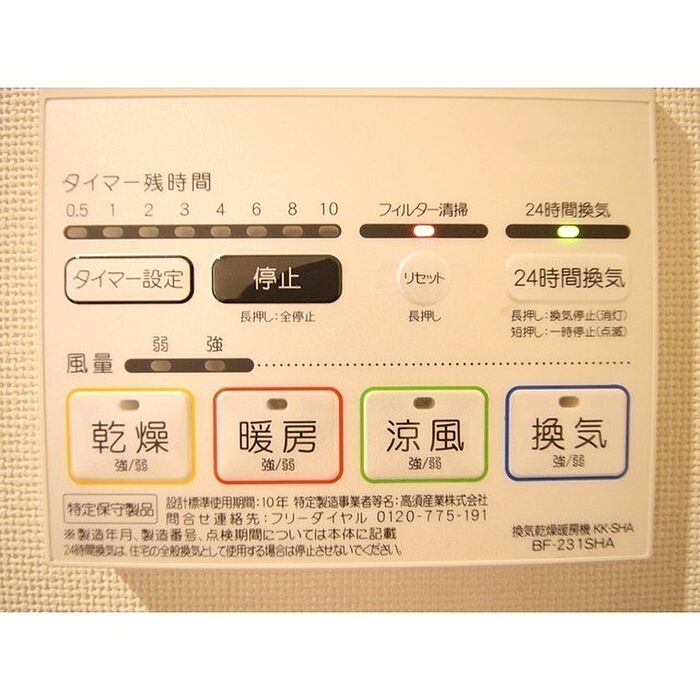 タイマー残時間
0.5 1 2 3 4 6 8 10
フィルター清掃
24時間換気
タイマー設定
停止
リセット
24時間換気
長押し:全停止
長押し
長押し:換気停止(消灯)
短押し:一時停止(点滅)
弱 強
風量
乾燥
強/弱
暖房
強/弱
涼風
強/弱
換気
強/弱
特定保守製品
設計標準使用期間:10年 特定製造事業者等名:高須産業株式会社
問合せ連絡先:フリーダイヤル 0120-775-191
※製造年月、製造番号、点検期間については本体に記載
24時間換気は、住宅の全般換気として使用する場合は停止させないでください。
換気乾燥暖房機 KK-SHA
BF-231SHA